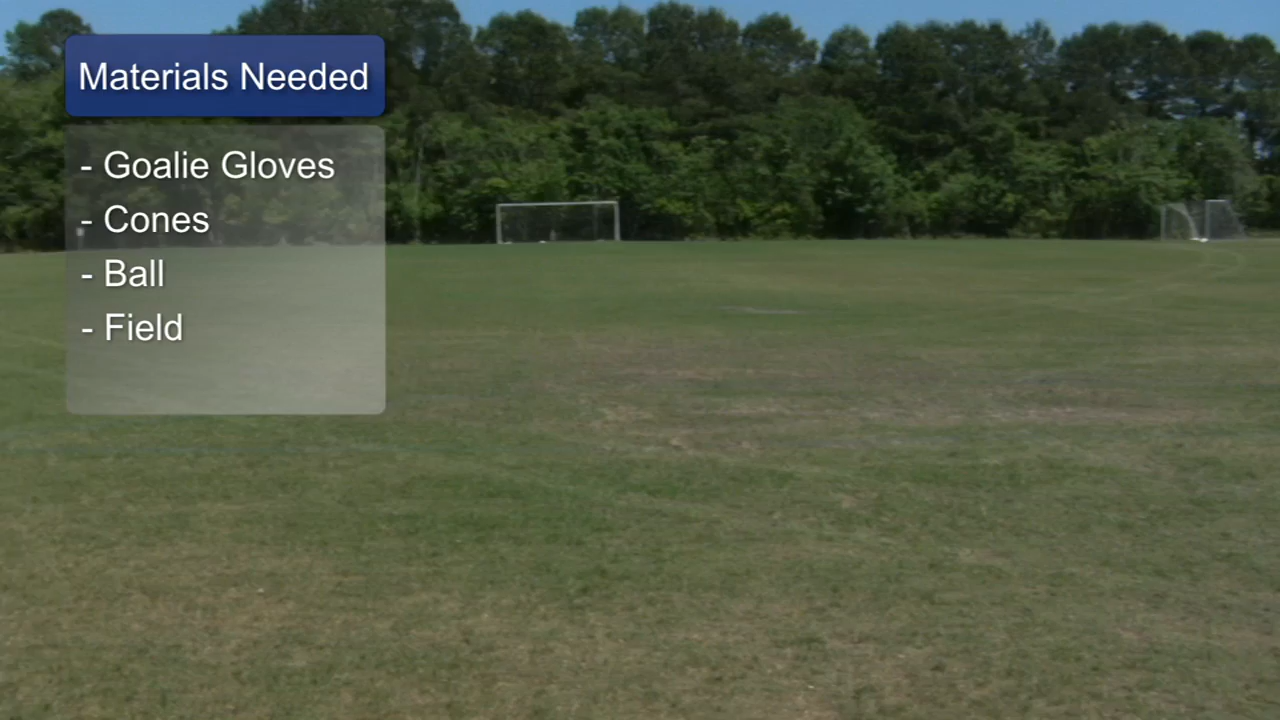 Materials Needed
- Goalie Gloves
- Cones
- Ball
- Field